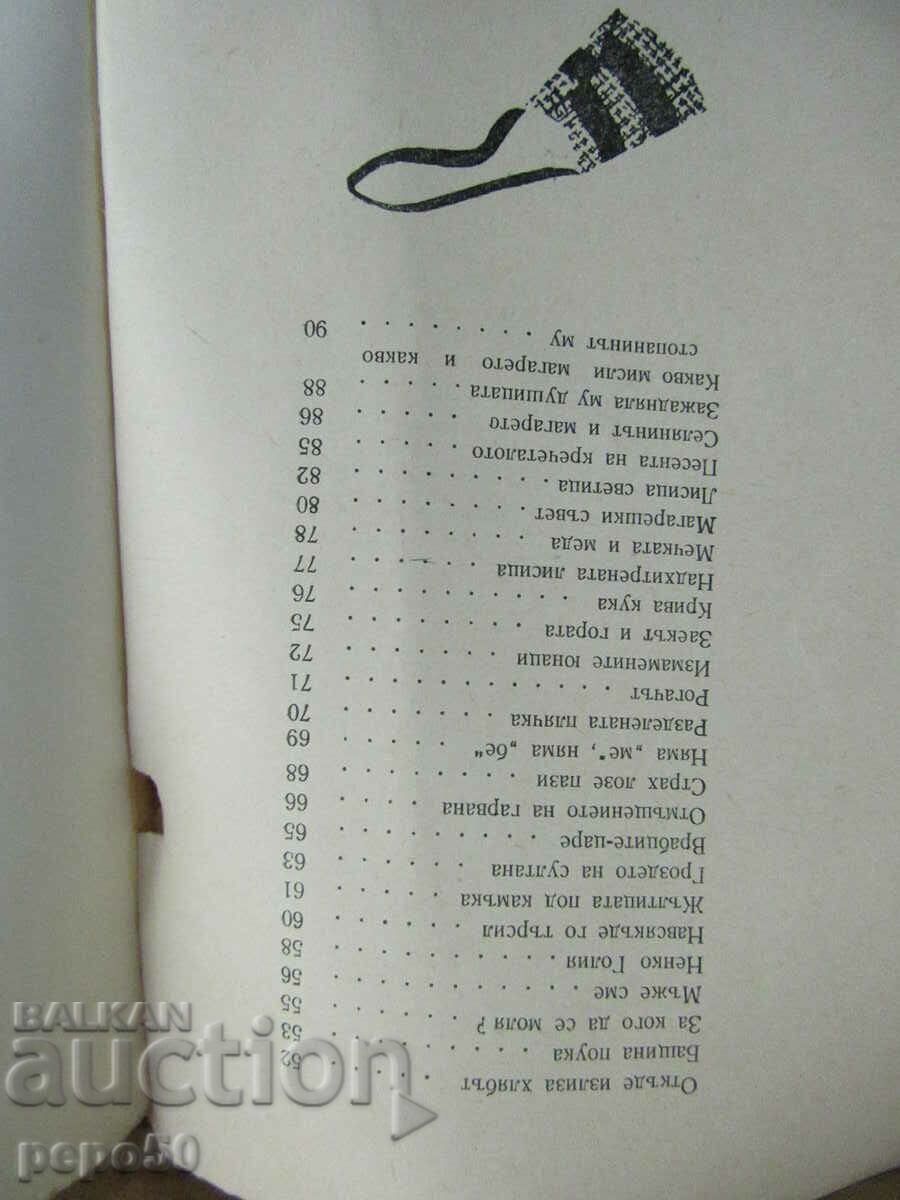 Откъде излиза хлябът . . . . . 52
Бащина поука . . . . . . . . 53
За кого да се моля? . . . . . . 55
Мъже сме . . . . . . . . . . 56
Ненко Голия . . . . . . . . . 58
Навсякъде го търсил . . . . . . 60
Жълтицата под камъка . . . . . 61
Гроздето на султана . . . . . . 63
Врабците-царе . . . . . . . . 65
Отмъщението на гарвана . . . . 66
Страх лозе пази . . . . . . . . 68
Няма „ме“, няма „бе“ . . . . . 69
Разделената плячка . . . . . . . 70
Рогачът . . . . . . . . . . . . 71
Измамените юнаци . . . . . . . 72
Заекът и гората . . . . . . . . 75
Крива кука . . . . . . . . . . 76
Надхитрената лисица . . . . . . 77
Мечката и меда . . . . . . . . 78
Магарешки съвет . . . . . . . . 80
Лисица светица . . . . . . . . . 82
Песента на кречеталото . . . . . 85
Селянинът и магарето . . . . . 86
Зажадняла му душицата . . . . . 88
Какво мисли магарето и какво
стопанинът му . . . . . . . . 90
BALKAN
auction
pepo50